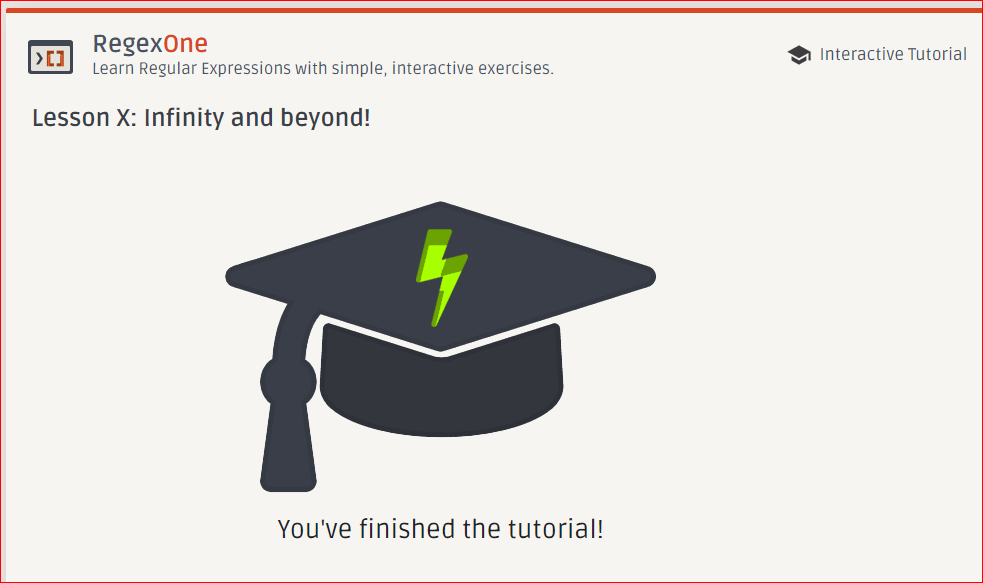 RegexOne
Learn Regular Expressions with simple, interactive exercises.
Interactive Tutorial
Lesson X: Infinity and beyond!
You've finished the tutorial!